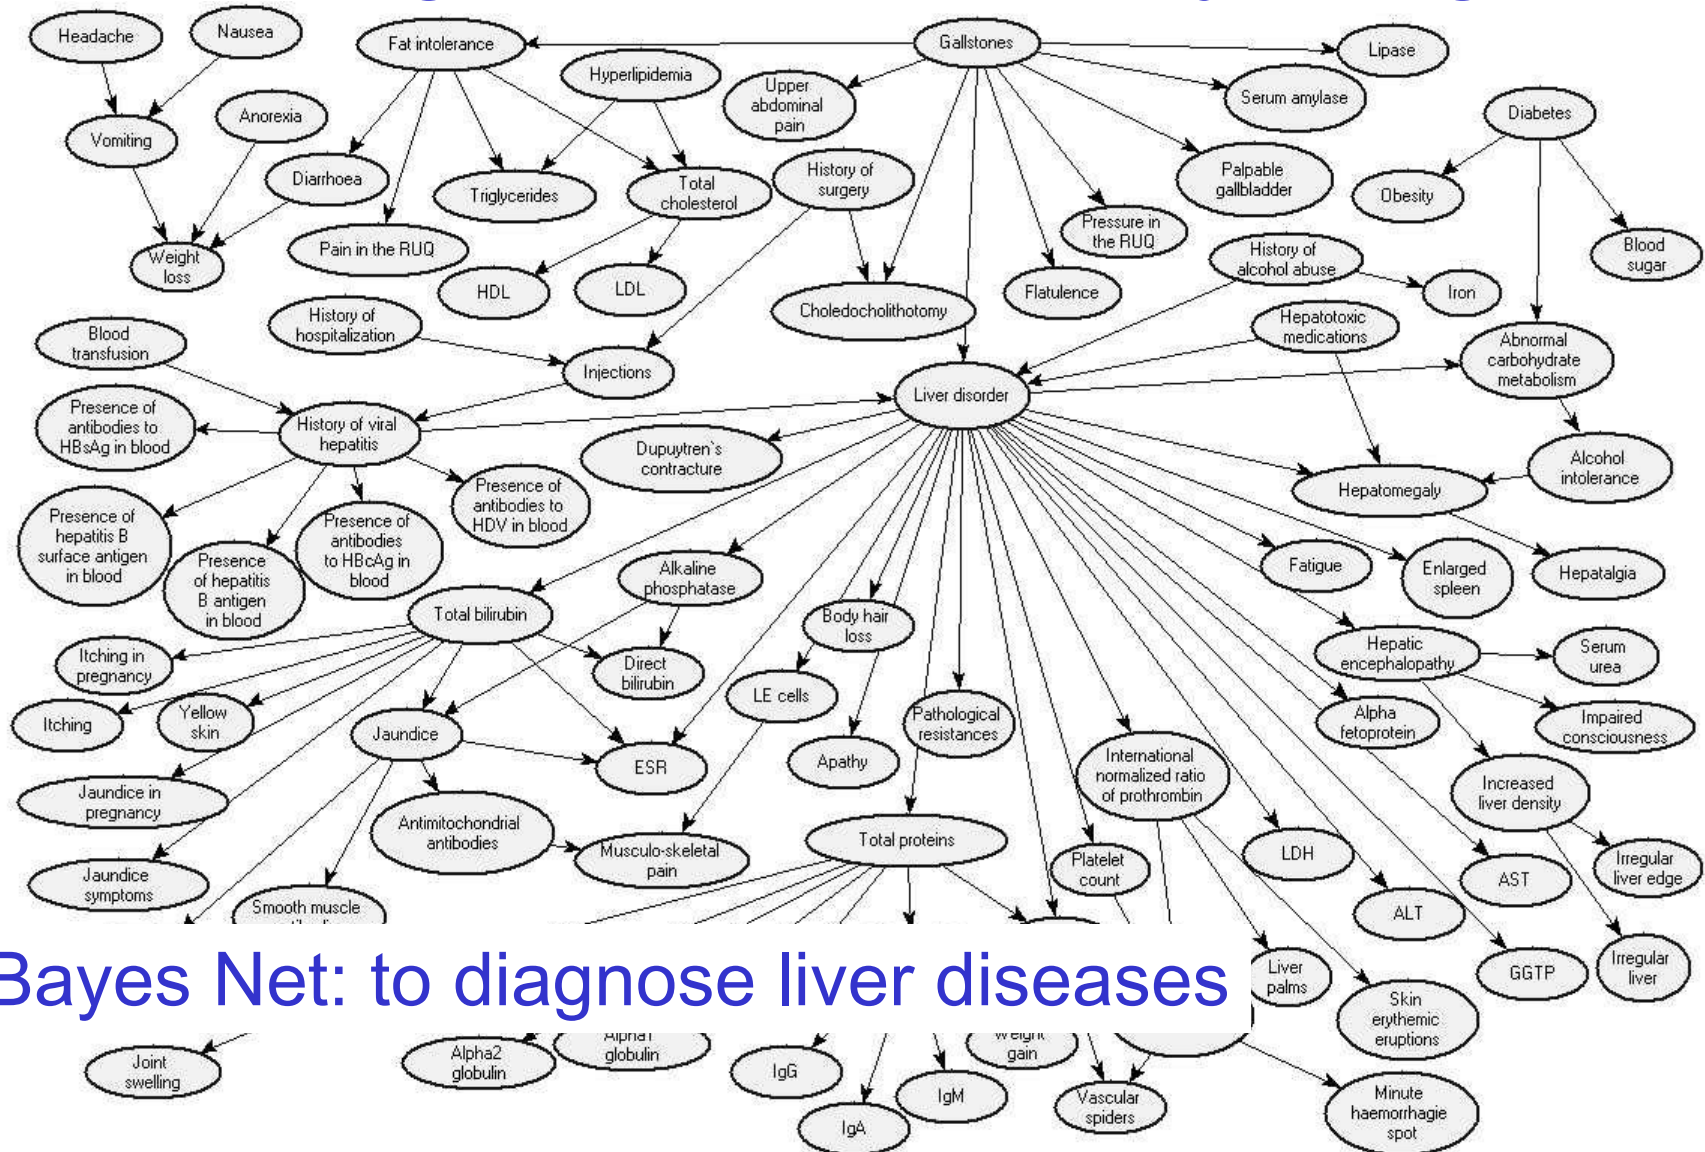 Headache
Nausea
Fat intolerance
Gallstones
Lipase
Hyperlipidemia
Upper
abdominal
pain
Serum amylase
Diabetes
Anorexia
Vomiting
Diarrhoea
Triglycerides
Total
cholesterol
History of
surgery
Palpable
gallbladder
Obesity
Pain in the RUQ
Pressure in
the RUQ
Weight
loss
HDL
LDL
Flatulence
History of
alcohol abuse
Iron
Blood
sugar
Choledocholithotomy
History of
hospitalization
Hepatotoxic
medications
Blood
transfusion
Abnormal
carbohydrate
metabolism
Injections
Liver disorder
Presence of
antibodies to
HBsAg in blood
History of viral
hepatitis
Dupuytren`s
contracture
Alcohol
intolerance
Hepatomegaly
Presence of
antibodies to
HDV in blood
Presence of
hepatitis B
surface antigen
in blood
Presence
of hepatitis
B antigen
in blood
Presence of
antibodies
to HBcAg in
blood
Alkaline
phosphatase
Fatigue
Enlarged
spleen
Hepatalgia
Total bilirubin
Body hair
loss
Itching in
pregnancy
Direct
bilirubin
Hepatic
encephalopathy
Serum
urea
LE cells
Itching
Yellow
skin
Jaundice
Pathological
resistances
Alpha
fetoprotein
Impaired
consciousness
ESR
Apathy
International
normalized ratio
of prothrombin
Increased
liver density
Jaundice in
pregnancy
Antimitochondrial
antibodies
Total proteins
Musculo-skeletal
pain
Platelet
count
LDH
Irregular
liver edge
AST
Jaundice
symptoms
Smooth muscle
ALT
Bayes Net: to diagnose liver diseases
Liver
palms
GGTP
Irregular
liver
Skin
erythemic
eruptions
Joint
swelling
Alpha2
globulin
Alpha1
globulin
IgG
weight
gain
IgM
IgA
Vascular
spiders
Minute
haemorrhagie
spot